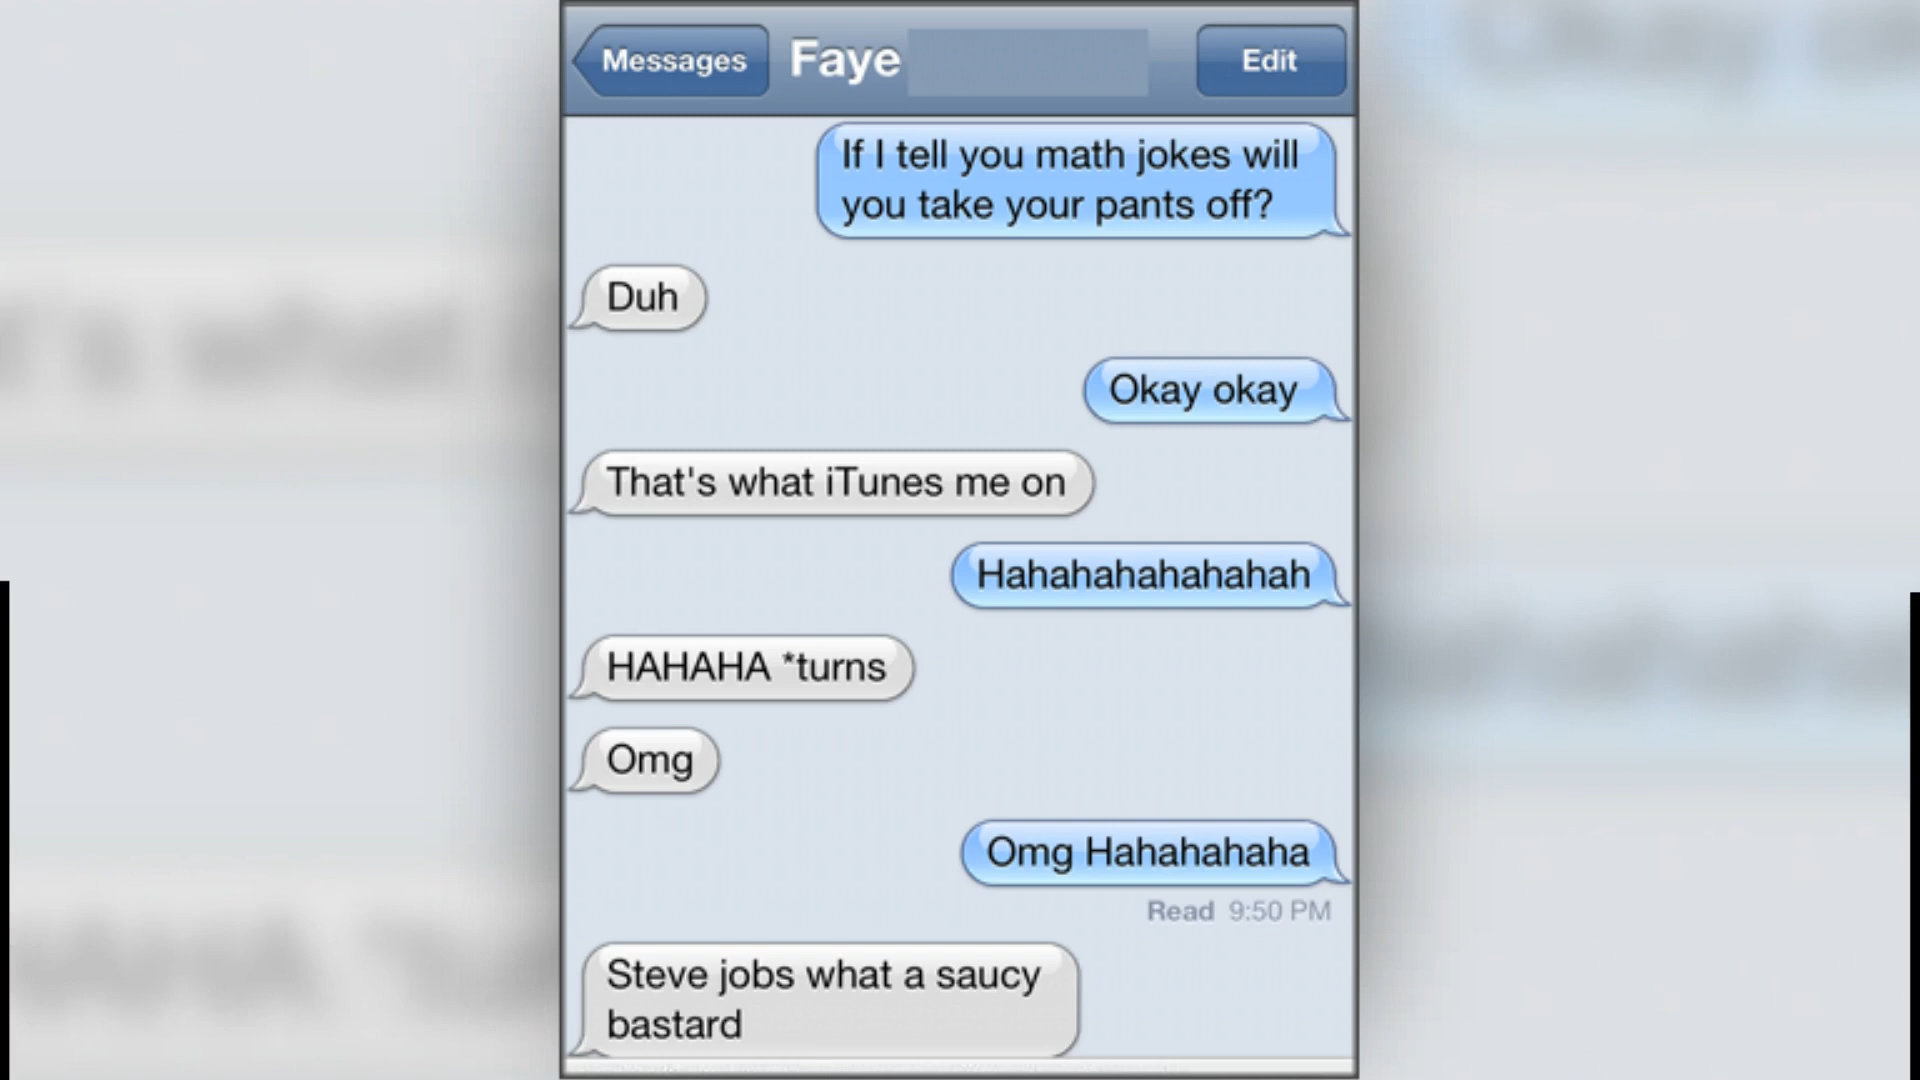 Messages
Faye
Edit
If I tell you math jokes will
you take your pants off?
Duh
Okay okay
That's what iTunes me on
Hahahahahahahah
HAHAHA *turns
Omg
Omg Hahahahaha
Read 9:50 PM
Steve jobs what a saucy
bastard